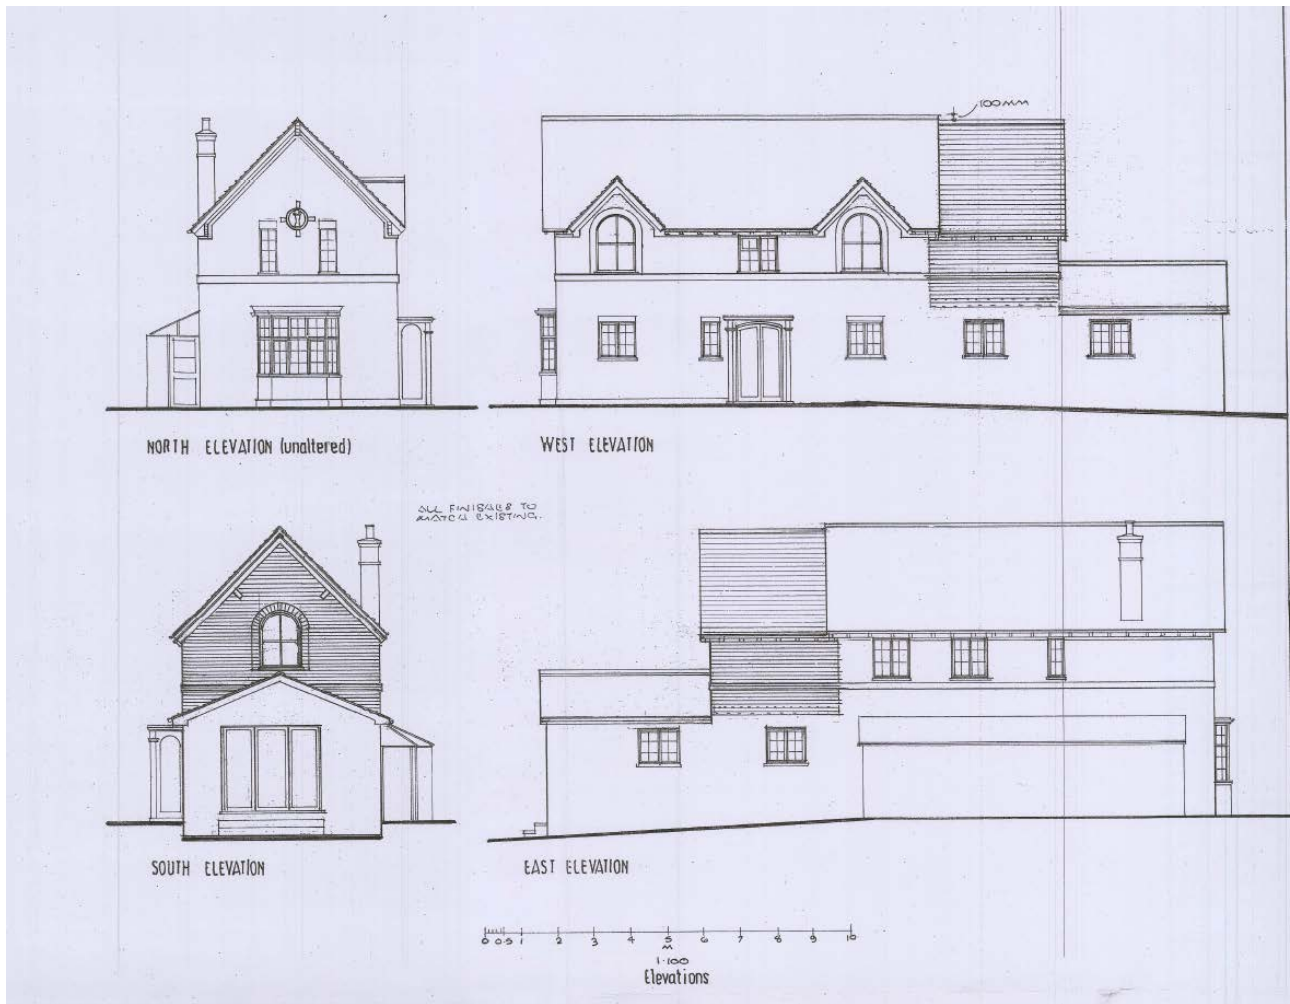 100MM
NORTH ELEVATION (unaltered)
WEST ELEVATION
ALL FINISHES TO
MATCH EXISTING.
SOUTH ELEVATION
EAST ELEVATION
0 0.5 1 2 3 4 5 6 7 8 9 10
M
1·100
Elevations